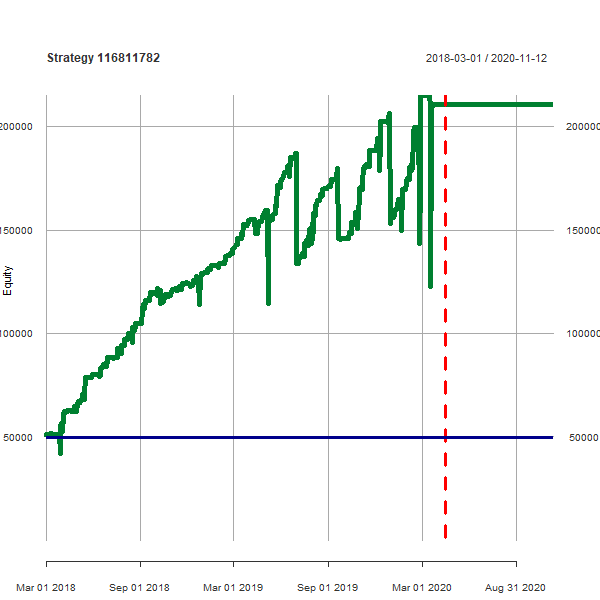 Strategy 116811782
2018-03-01 / 2020-11-12
200000
200000
150000
150000
Equity
100000
100000
50000
50000
Mar 01 2018
Sep 01 2018
Mar 01 2019
Sep 01 2019
Mar 01 2020
Aug 31 2020